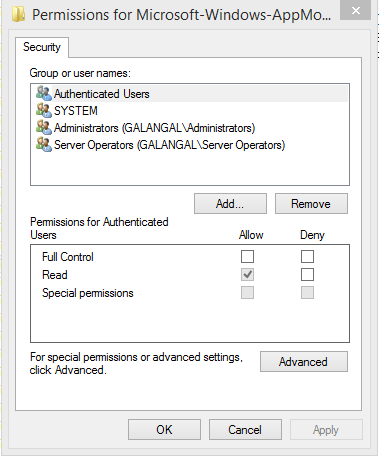 Permissions for Microsoft-Windows-AppMo...
Security
Group or user names:
Authenticated Users
SYSTEM
Administrators (GALANGAL\Administrators)
Server Operators (GALANGAL\Server Operators)
Add... Remove
Permissions for Authenticated
Users Allow Deny
Full Control
Read
Special permissions
For special permissions or advanced settings,
click Advanced. Advanced
OK Cancel Apply